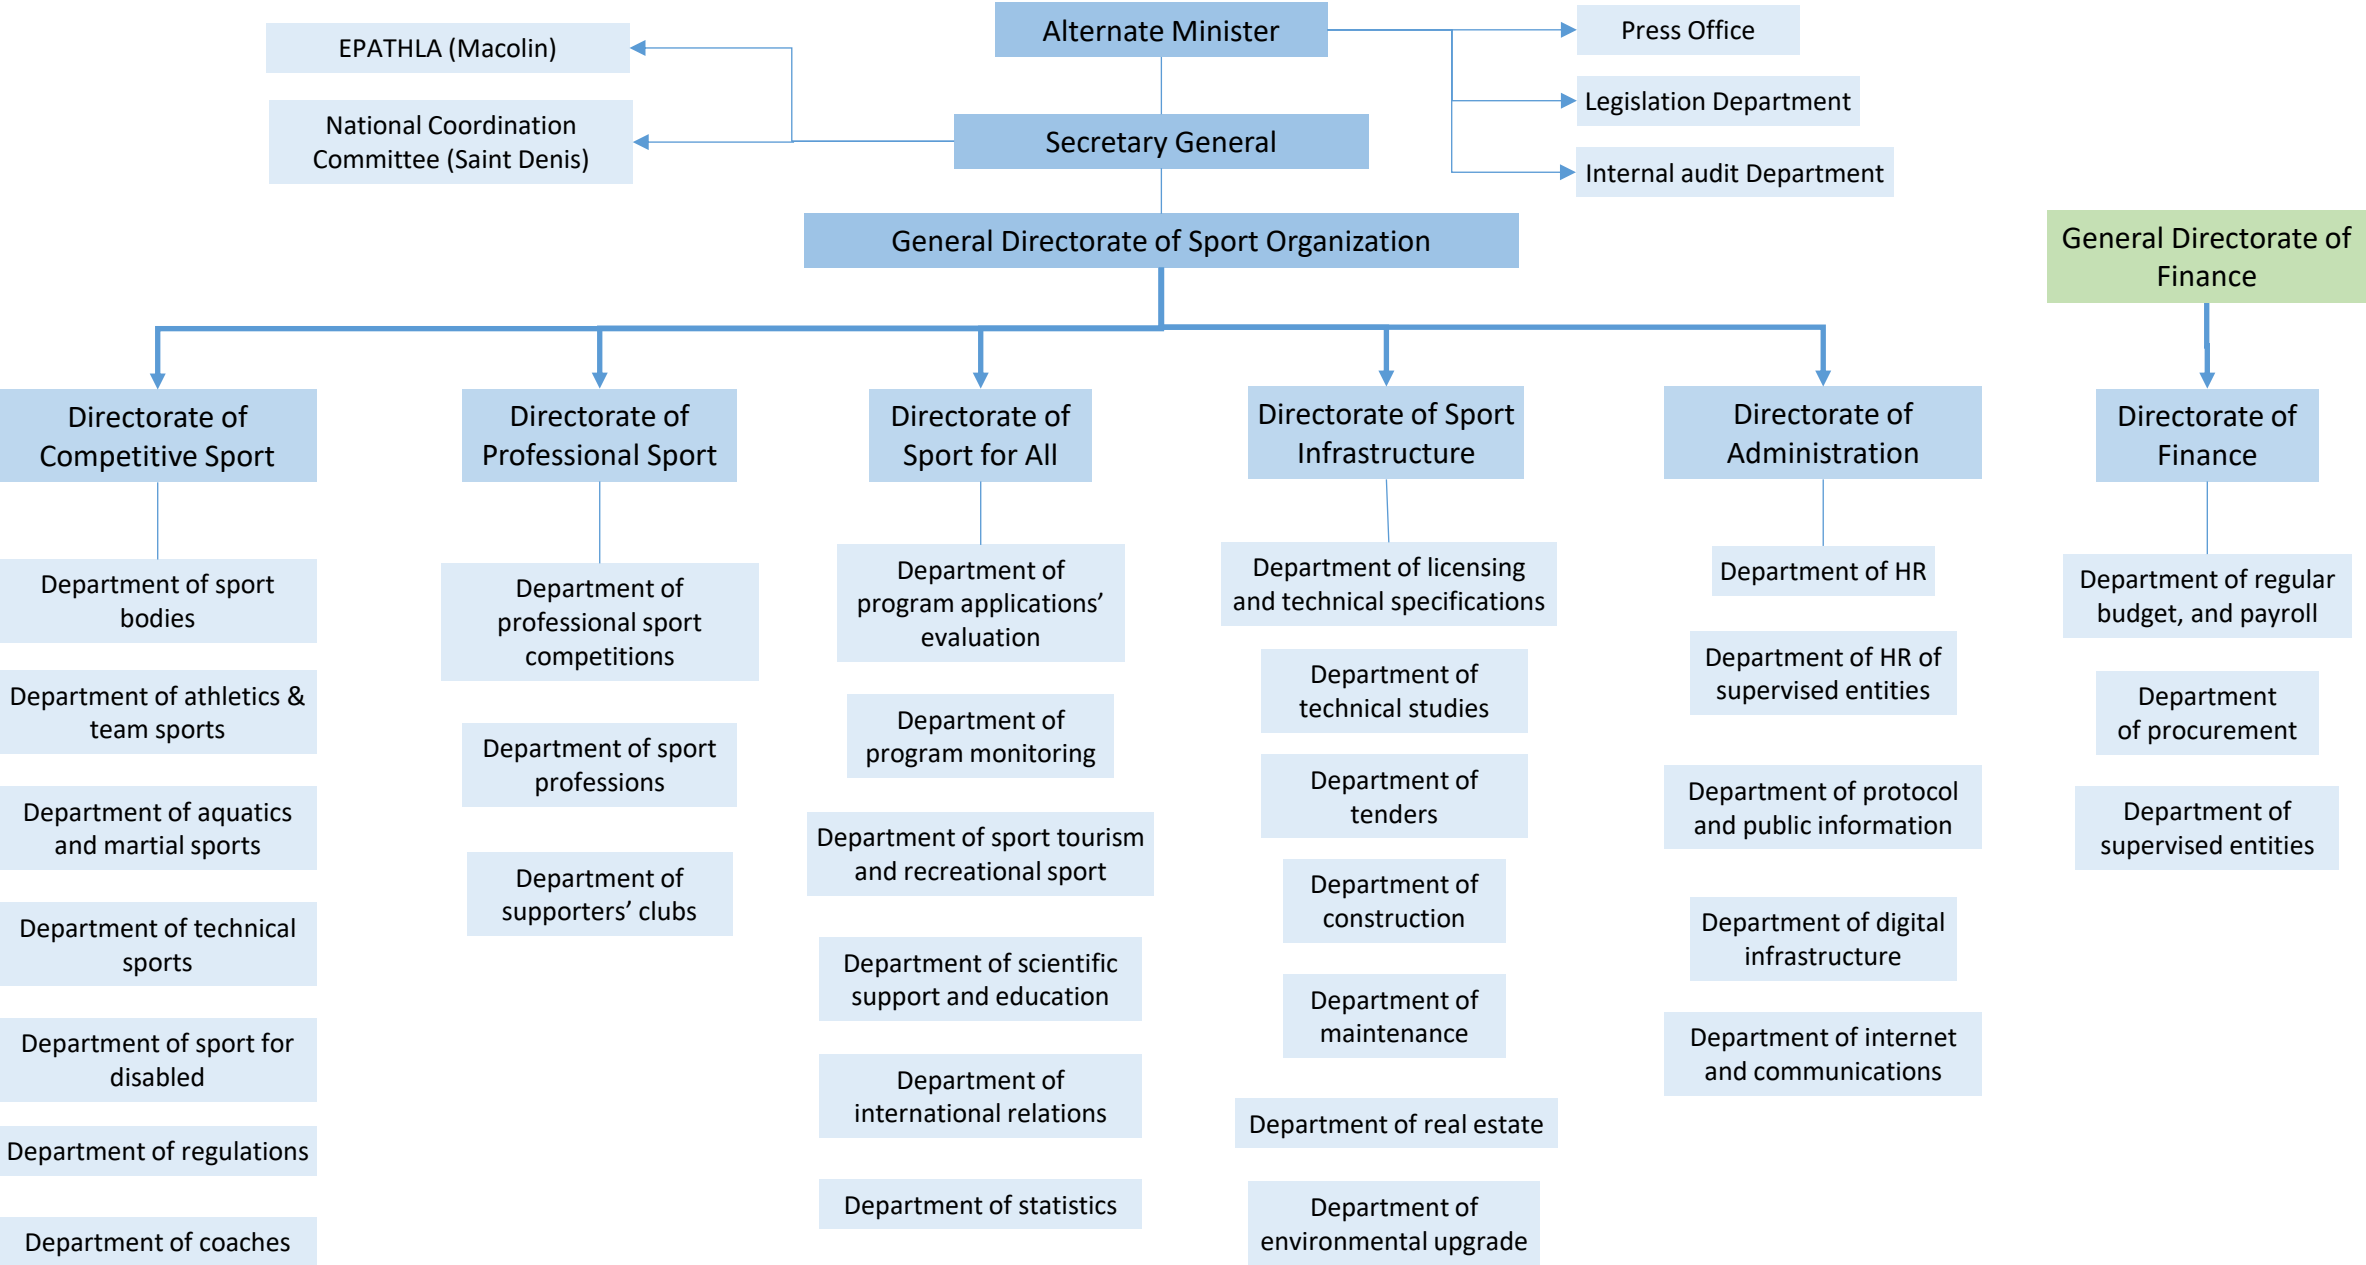 Alternate Minister
Press Office
EPATHLA (Macolin)
Legislation Department
National Coordination
Committee (Saint Denis)
Secretary General
Internal audit Department
General Directorate of Sport Organization
General Directorate of
Finance
Directorate of
Competitive Sport
Directorate of
Professional Sport
Directorate of
Sport for All
Directorate of Sport
Infrastructure
Directorate of
Administration
Directorate of
Finance
Department of sport
bodies
Department of athletics &
team sports
Department of aquatics
and martial sports
Department of technical
sports
Department of sport for
disabled
Department of regulations
Department of coaches
Department of
professional sport
competitions
Department of sport
professions
Department of
supporters’ clubs
Department of
program applications’
evaluation
Department of
program monitoring
Department of sport tourism
and recreational sport
Department of scientific
support and education
Department of
international relations
Department of statistics
Department of licensing
and technical specifications
Department of
technical studies
Department of
tenders
Department of
construction
Department of
maintenance
Department of real estate
Department of
environmental upgrade
Department of HR
Department of HR of
supervised entities
Department of protocol
and public information
Department of digital
infrastructure
Department of internet
and communications
Department of regular
budget, and payroll
Department
of procurement
Department of
supervised entities